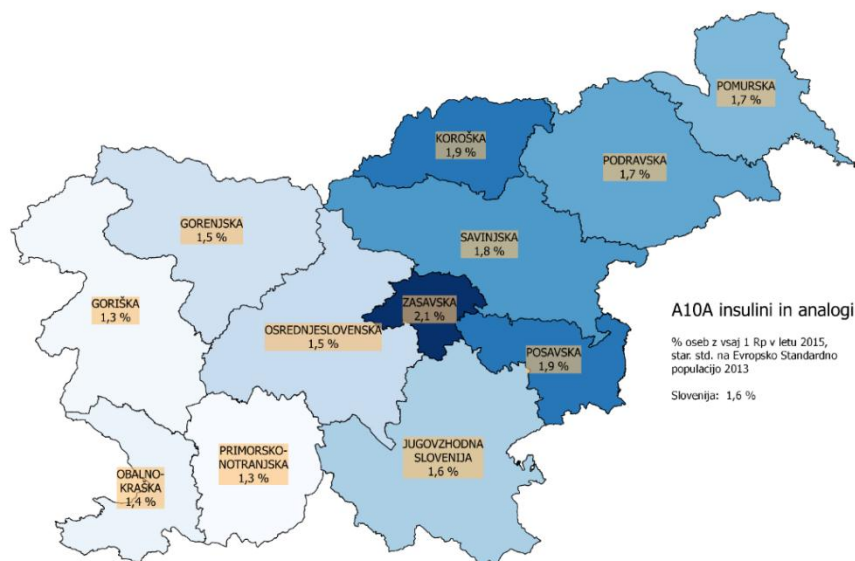 POMURSKA
1,7 %
KOROŠKA
1,9 %
PODRAVSKA
1,7 %
GORENJSKA
1,5 %
SAVINJSKA
1,8 %
GORIŠKA
1,3 %
ZASAVSKA
2,1 %
OSREDNJESLOVENSKA
1,5 %
POSAVSKA
1,9 %
A10A insulini in analogi
% oseb z vsaj 1 Rp v letu 2015,
star. std. na Evropsko Standardno
populacijo 2013
Slovenija: 1,6 %
JUGOVZHODNA
SLOVENIJA
1,6 %
PRIMORSKO-
NOTRANJSKA
1,3 %
OBALNO-
KRAŠKA
1,4 %